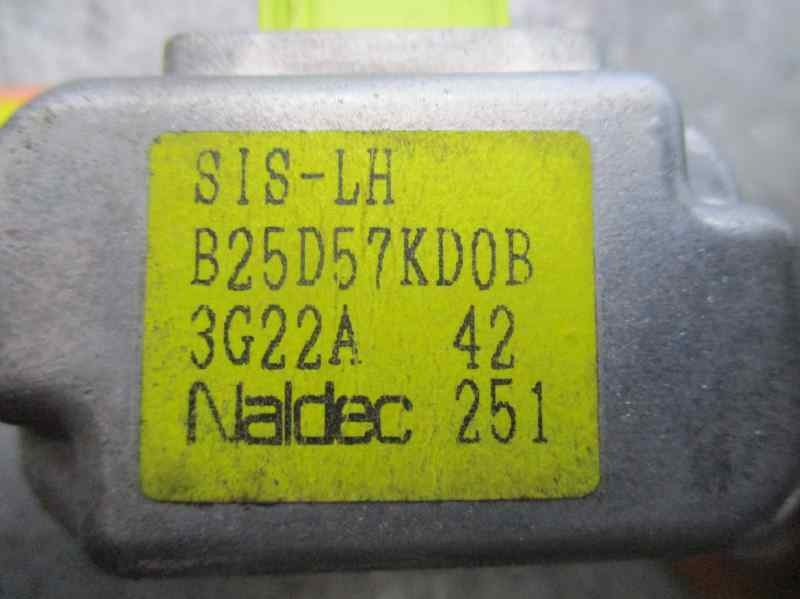 SIS-LH
B25D57KD0B
3G22A 42
Naldec 251